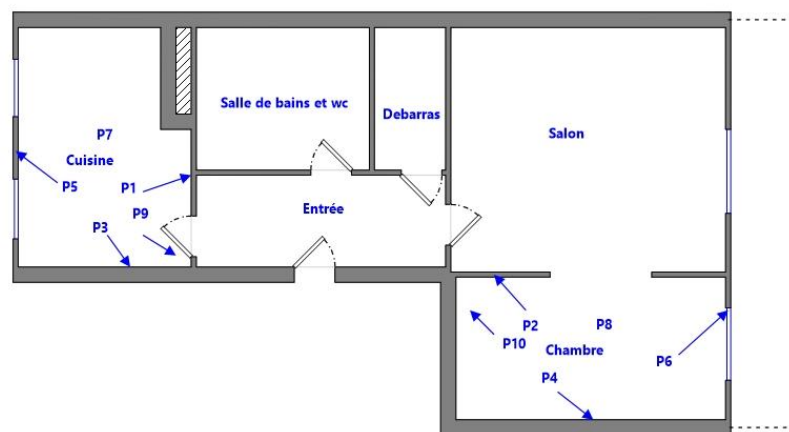 Salle de bains et wc
Debarras
Salon
P7
Cuisine
P5
P1
P9
P3
Entrée
P2
P8
P10
Chambre
P6
P4